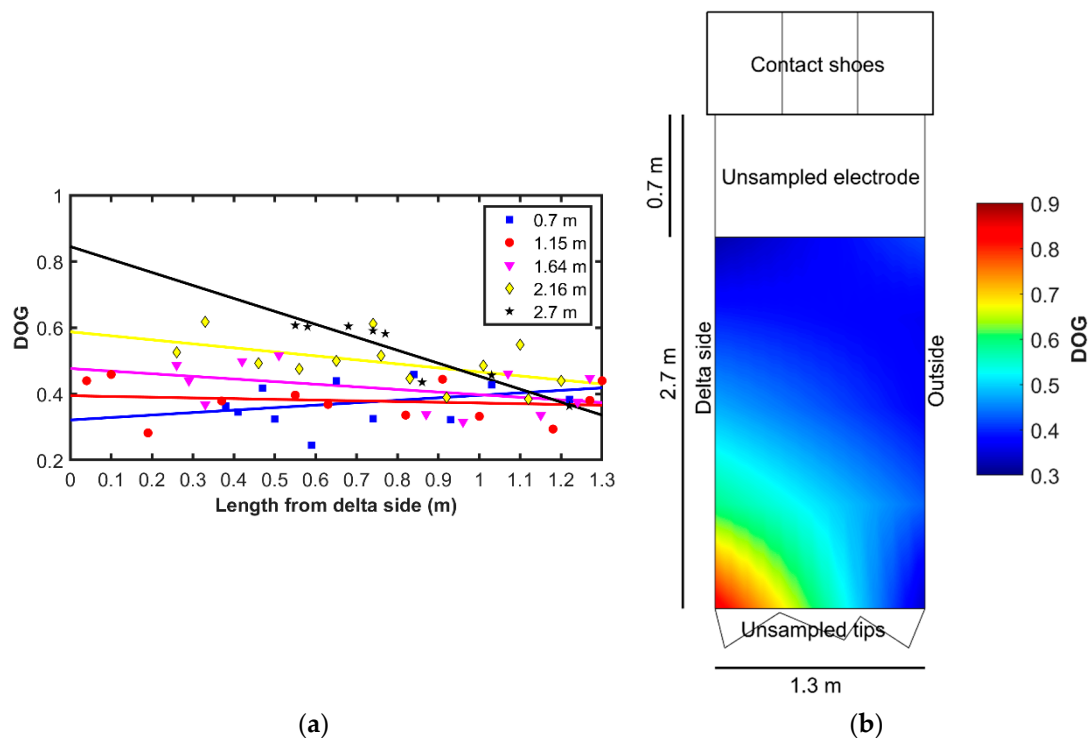 1
0.8
0.6
0.4
0.2
DOG
0 0.1 0.2 0.3 0.4 0.5 0.6 0.7 0.8 0.9 1 1.1 1.2 1.3
Length from delta side (m)
0.7 m
1.15 m
1.64 m
2.16 m
2.7 m
(a)
Contact shoes
0.7 m
Unsampled electrode
2.7 m
Delta side
Outside
Unsampled tips
1.3 m
0.9
0.8
0.7
0.6
0.5
0.4
0.3
DOG
(b)